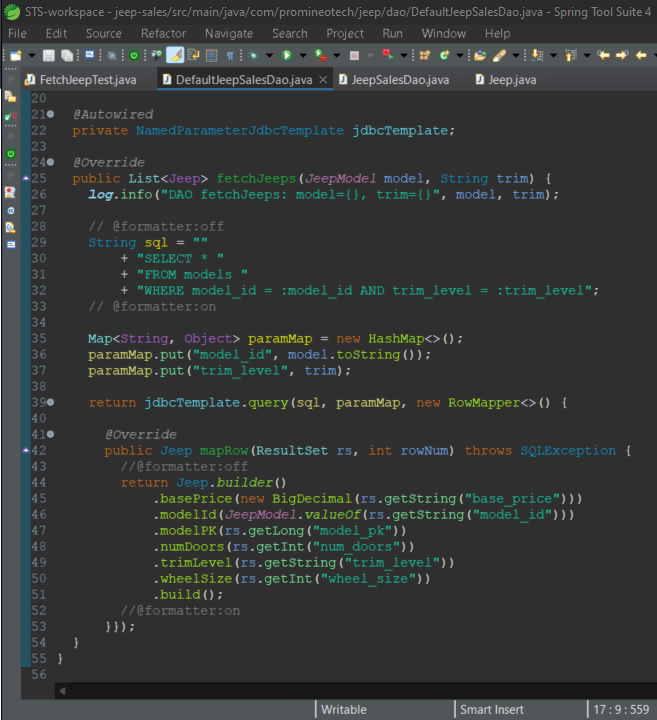 STS-workspace - jeep-sales/src/main/java/com/promineotech/jeep/dao/DefaultJeepSalesDao.java - Spring Tool Suite 4
File Edit Source Refactor Navigate Search Project Run Window Help
FetchJeepTest.java DefaultJeepSalesDao.java JeepSalesDao.java Jeep.java
20
21 @Autowired
22 private NamedParameterJdbcTemplate jdbcTemplate;
23
24 @Override
25 public List<Jeep> fetchJeeps(JeepModel model, String trim) {
26 log.info("DAO fetchJeeps: model={}, trim={}", model, trim);
27
28 // @formatter:off
29 String sql = ""
30 + "SELECT * "
31 + "FROM models "
32 + "WHERE model_id = :model_id AND trim_level = :trim_level";
33 // @formatter:on
34
35 Map<String, Object> paramMap = new HashMap<>();
36 paramMap.put("model_id", model.toString());
37 paramMap.put("trim_level", trim);
38
39 return jdbcTemplate.query(sql, paramMap, new RowMapper<>() {
40
41 @Override
42 public Jeep mapRow(ResultSet rs, int rowNum) throws SQLException {
43 //@formatter:off
44 return Jeep.builder()
45 .basePrice(new BigDecimal(rs.getString("base_price")))
46 .modelId(JeepModel.valueOf(rs.getString("model_id")))
47 .modelPK(rs.getLong("model_pk"))
48 .numDoors(rs.getInt("num_doors"))
49 .trimLevel(rs.getString("trim_level"))
50 .wheelSize(rs.getInt("wheel_size"))
51 .build();
52 //@formatter:on
53 }});
54 }
55 }
56
Writable Smart Insert 17 : 9 : 559